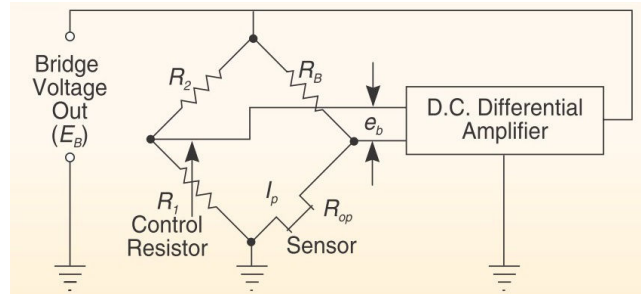 Bridge
Voltage
Out
(E_B)
R_2
R_B
e_b
D.C. Differential
Amplifier
R_1
Control
Resistor
I_p
R_op
Sensor